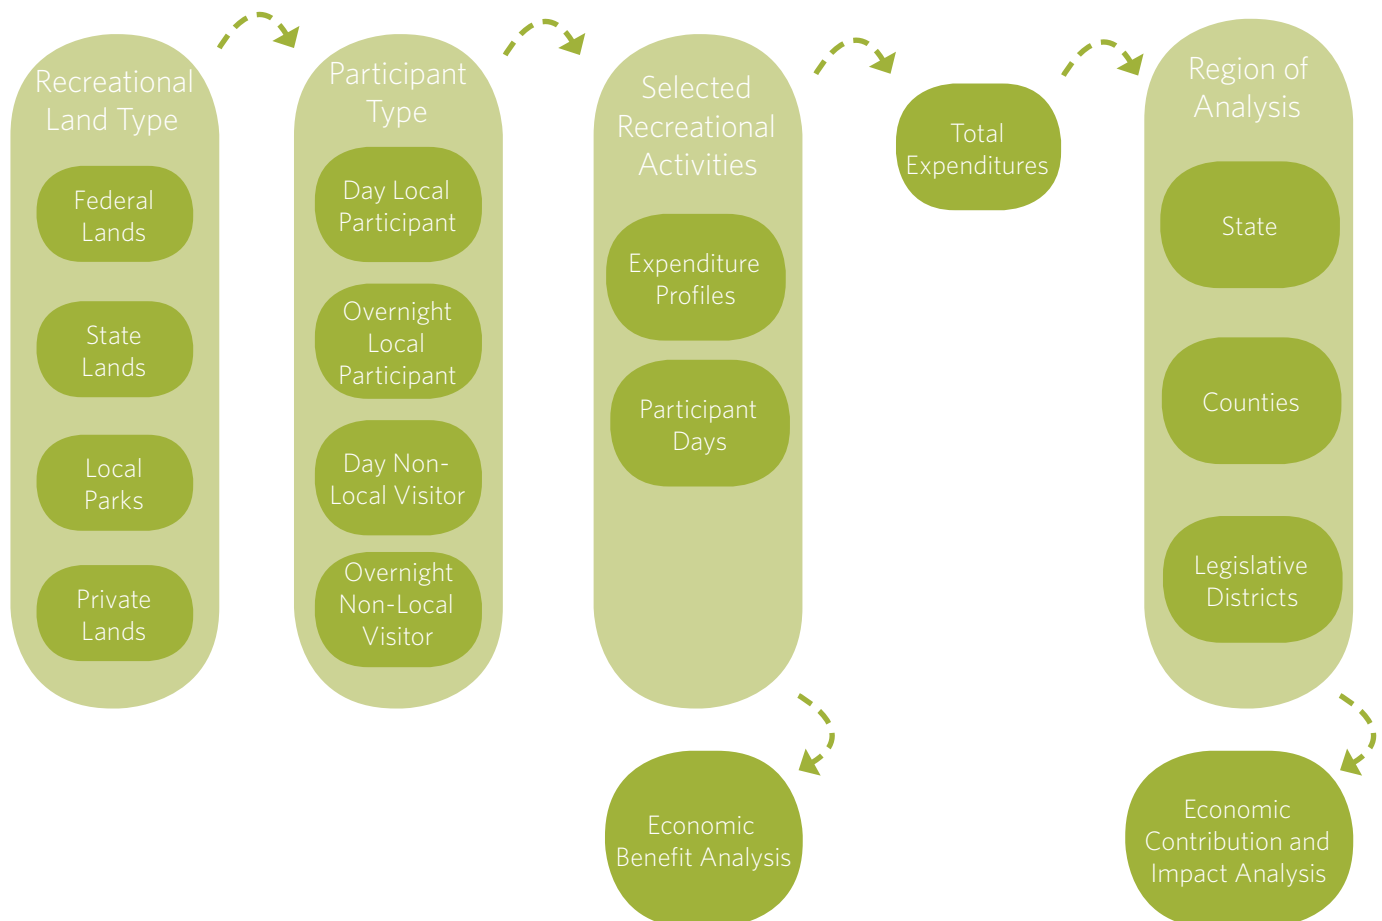 Recreational
Land Type
Federal
Lands
State
Lands
Local
Parks
Private
Lands
Participant
Type
Day Local
Participant
Overnight
Local
Participant
Day Non-
Local Visitor
Overnight
Non-Local
Visitor
Selected
Recreational
Activities
Expenditure
Profiles
Participant
Days
Economic
Benefit Analysis
Total
Expenditures
Region of
Analysis
State
Counties
Legislative
Districts
Economic
Contribution and
Impact Analysis